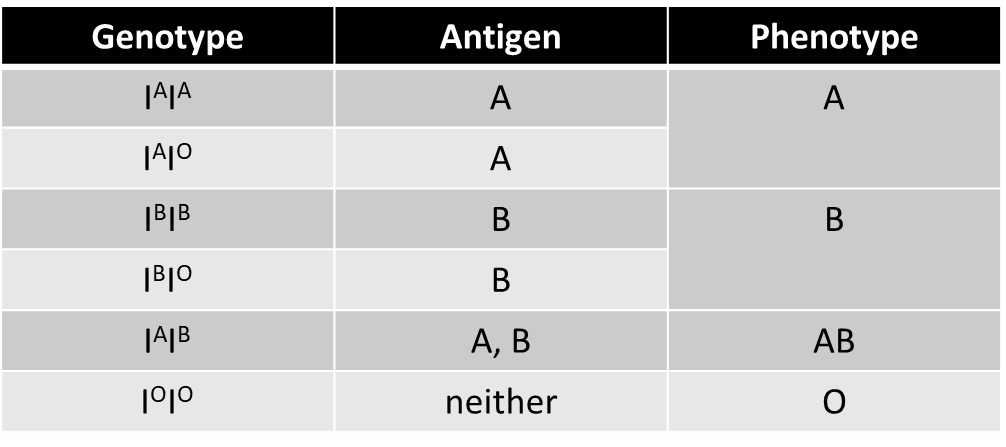 Genotype Antigen Phenotype
IᴬIᴬ A A
IᴬIᴼ A
IᴮIᴮ B B
IᴮIᴼ B
IᴬIᴮ A, B AB
IᴼIᴼ neither O